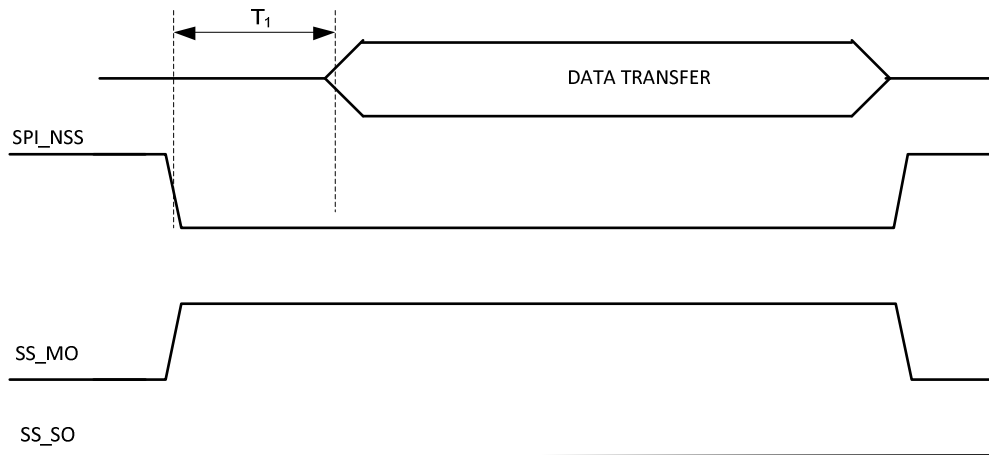 T₁
DATA TRANSFER
SPI_NSS
SS_MO
SS_SO